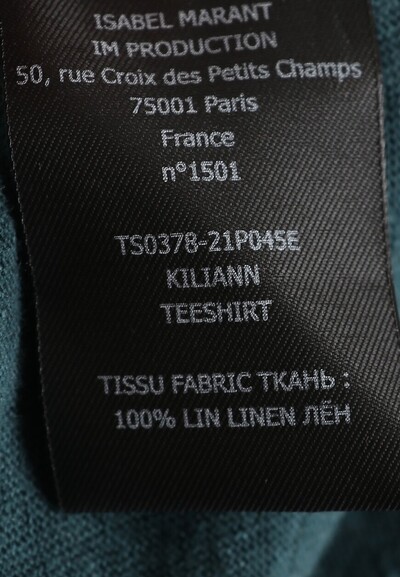 ISABEL MARANT
IM PRODUCTION
50, rue Croix des Petits Champs
75001 Paris
France
n°1501
TS0378-21P045E
KILIANN
TEESHIRT
TISSU FABRIC ТКАНЬ :
100% LIN LINEN ЛЁН